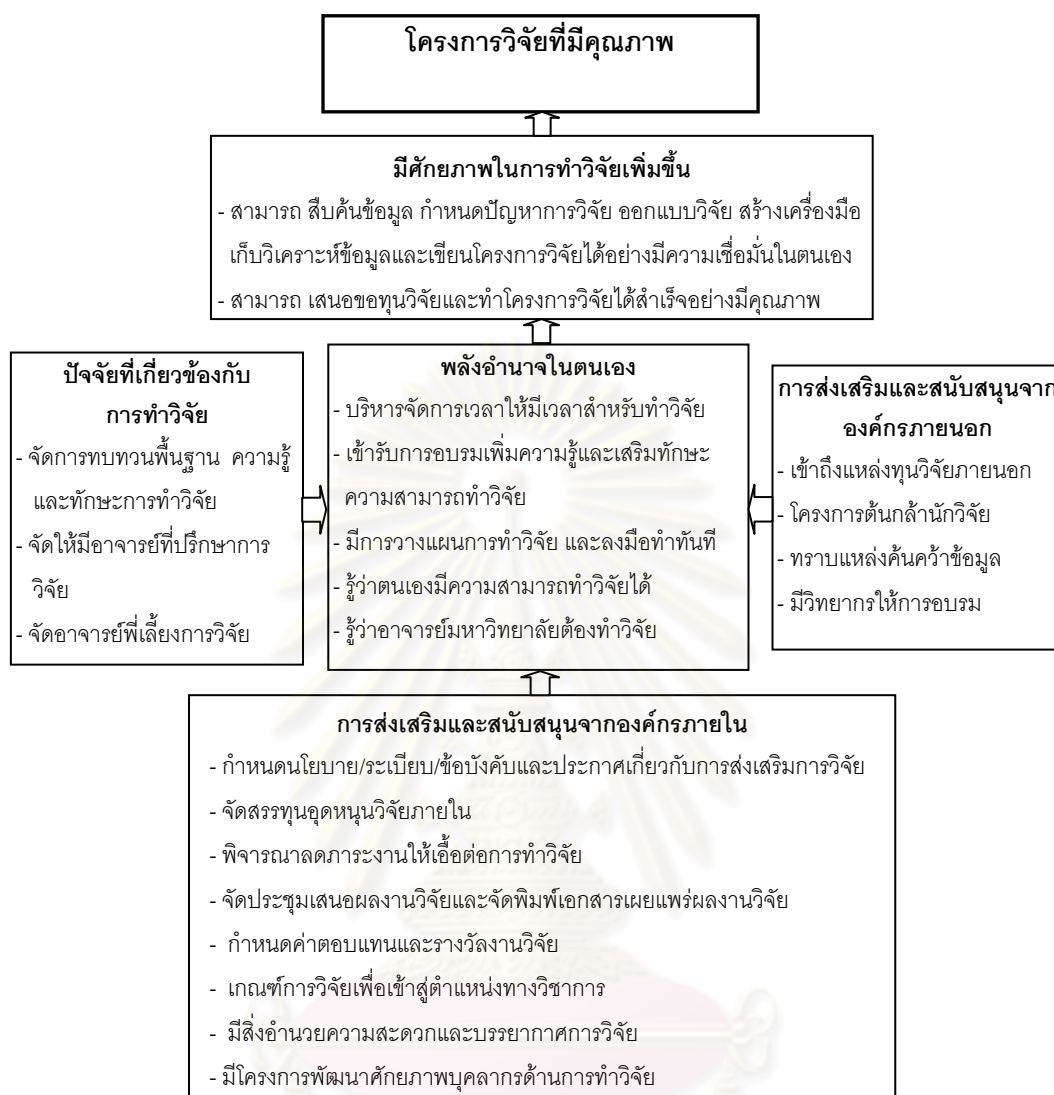 โครงการวิจัยที่มีคุณภาพ
มีศักยภาพในการทำวิจัยเพิ่มขึ้น
- สามารถ สืบค้นข้อมูล กำหนดปัญหาการวิจัย ออกแบบวิจัย สร้างเครื่องมือ
เก็บวิเคราะห์ข้อมูลและเขียนโครงการวิจัยได้อย่างมีความเชื่อมั่นในตนเอง
- สามารถ เสนอขอทุนวิจัยและทำโครงการวิจัยได้สำเร็จอย่างมีคุณภาพ
ปัจจัยที่เกี่ยวข้องกับ
การทำวิจัย
- จัดการทบทวนพื้นฐาน ความรู้
และทักษะการทำวิจัย
- จัดให้มีอาจารย์ที่ปรึกษาการ
วิจัย
- จัดอาจารย์พี่เลี้ยงการวิจัย
พลังอำนาจในตนเอง
- บริหารจัดการเวลาให้มีเวลาสำหรับทำวิจัย
- เข้ารับการอบรมเพิ่มความรู้และเสริมทักษะ
ความสามารถทำวิจัย
- มีการวางแผนการทำวิจัย และลงมือทำทันที
- รู้ว่าตนเองมีความสามารถทำวิจัยได้
- รู้ว่าอาจารย์มหาวิทยาลัยต้องทำวิจัย
การส่งเสริมและสนับสนุนจาก
องค์กรภายนอก
- เข้าถึงแหล่งทุนวิจัยภายนอก
- โครงการต้นกล้านักวิจัย
- ทราบแหล่งค้นคว้าข้อมูล
- มีวิทยากรให้การอบรม
การส่งเสริมและสนับสนุนจากองค์กรภายใน
- กำหนดนโยบาย/ระเบียบ/ข้อบังคับและประกาศเกี่ยวกับการส่งเสริมการวิจัย
- จัดสรรทุนอุดหนุนวิจัยภายใน
- พิจารณาลดภาระงานให้เอื้อต่อการทำวิจัย
- จัดประชุมเสนอผลงานวิจัยและจัดพิมพ์เอกสารเผยแพร่ผลงานวิจัย
- กำหนดค่าตอบแทนและรางวัลงานวิจัย
- เกณฑ์การวิจัยเพื่อเข้าสู่ตำแหน่งทางวิชาการ
- มีสิ่งอำนวยความสะดวกและบรรยากาศการวิจัย
- มีโครงการพัฒนาศักยภาพบุคลากรด้านการทำวิจัย